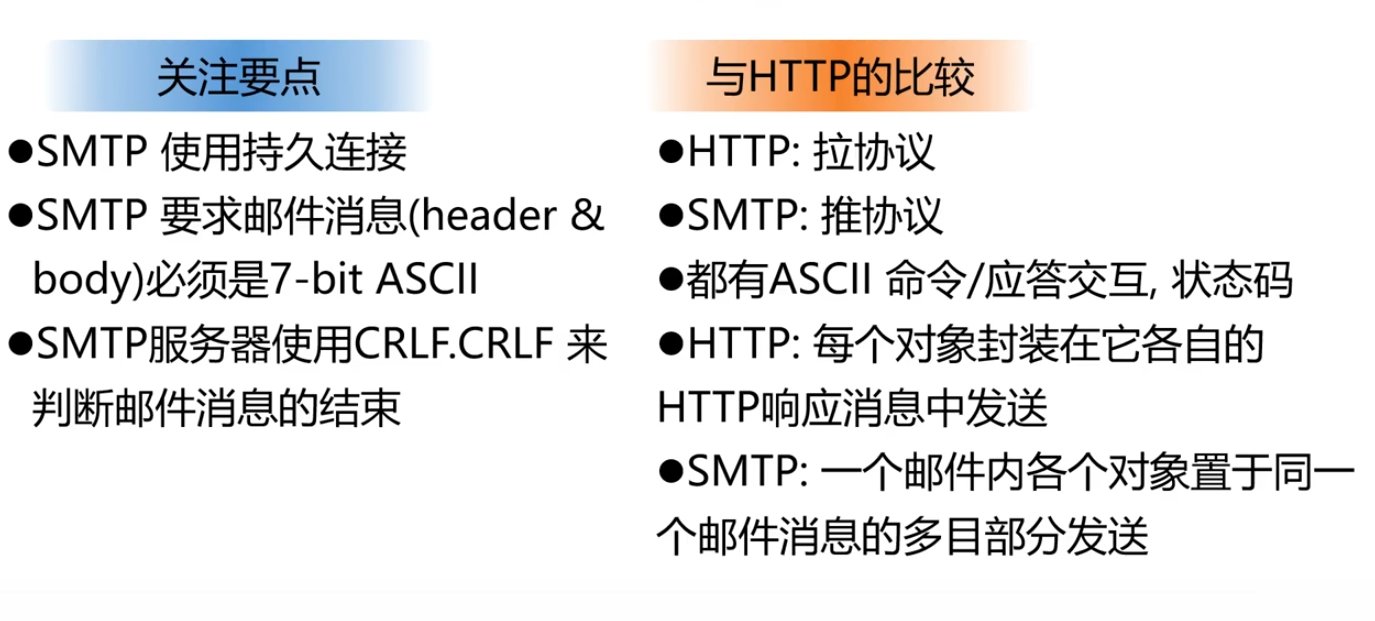 关注要点
●SMTP 使用持久连接
●SMTP 要求邮件消息(header &
body)必须是7-bit ASCII
●SMTP服务器使用CRLF.CRLF 来
判断邮件消息的结束
与HTTP的比较
●HTTP: 拉协议
●SMTP: 推协议
●都有ASCII 命令/应答交互, 状态码
●HTTP: 每个对象封装在它各自的
HTTP响应消息中发送
●SMTP: 一个邮件内各个对象置于同一
个邮件消息的多目部分发送